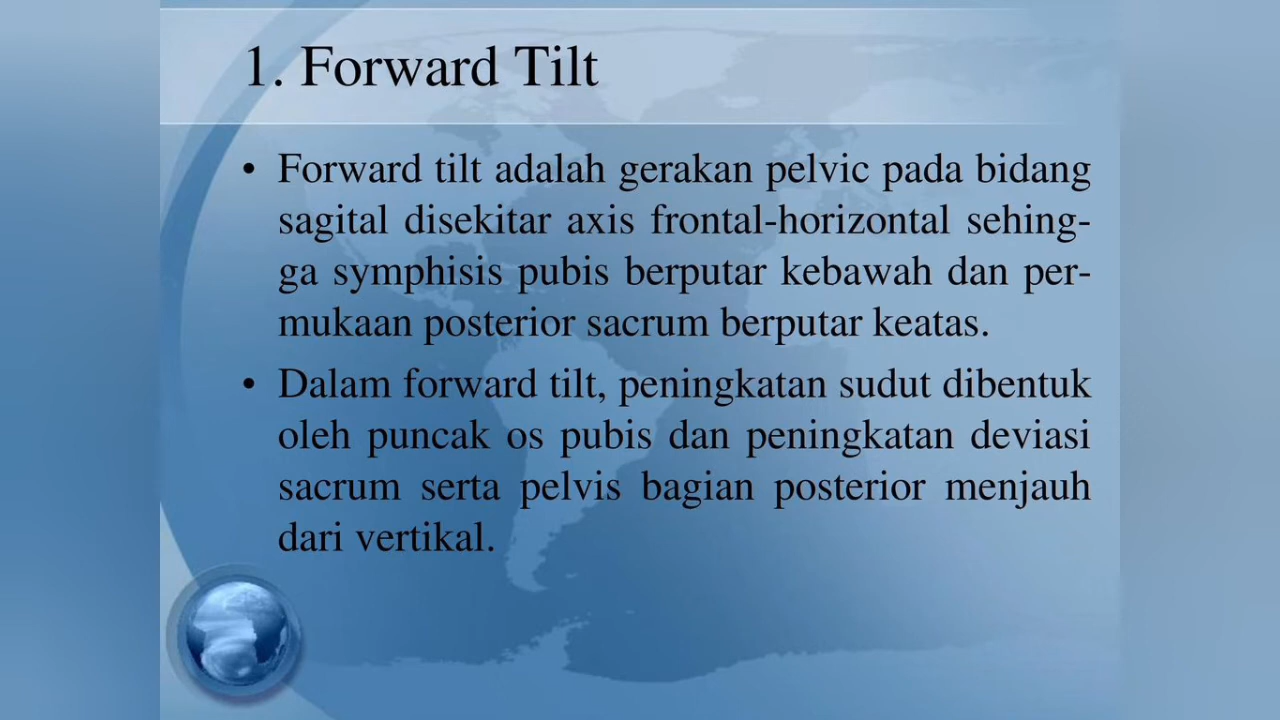 1. Forward Tilt
• Forward tilt adalah gerakan pelvic pada bidang
sagital disekitar axis frontal-horizontal sehing-
ga symphisis pubis berputar kebawah dan per-
mukaan posterior sacrum berputar keatas.
• Dalam forward tilt, peningkatan sudut dibentuk
oleh puncak os pubis dan peningkatan deviasi
sacrum serta pelvis bagian posterior menjauh
dari vertikal.